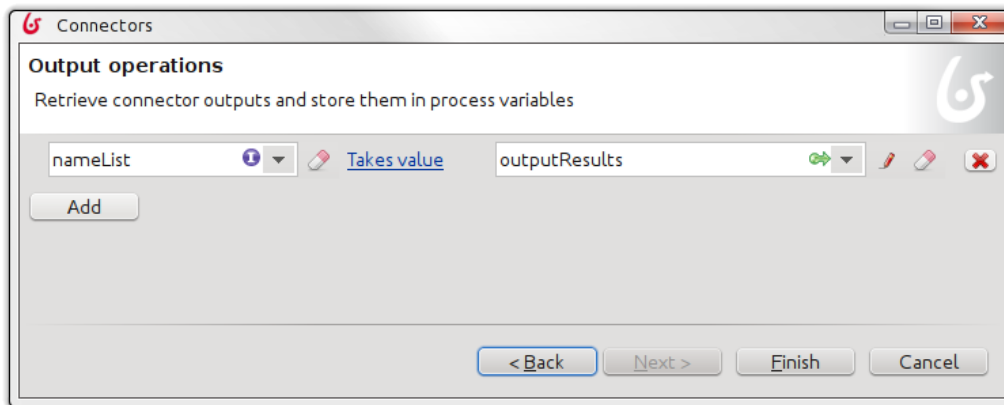 Connectors
Output operations
Retrieve connector outputs and store them in process variables
nameList Takes value outputResults
Add
< Back Next > Finish Cancel